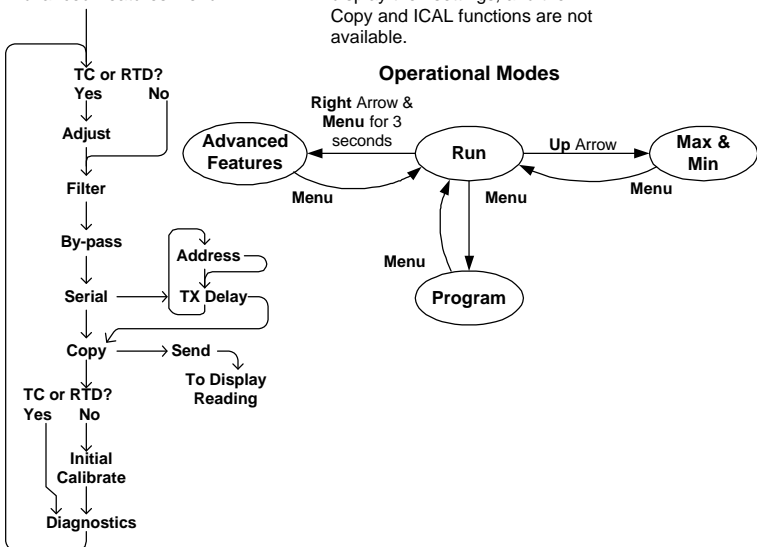 Copy and ICAL functions are not
available.
TC or RTD?
Yes No
Adjust
Filter
By-pass
Serial
Address
TX Delay
Copy
Send
To Display
Reading
TC or RTD?
Yes No
Initial
Calibrate
Diagnostics
Operational Modes
Right Arrow &
Menu for 3
seconds
Advanced
Features
Menu
Run
Up Arrow
Max &
Min
Menu
Menu
Menu
Program